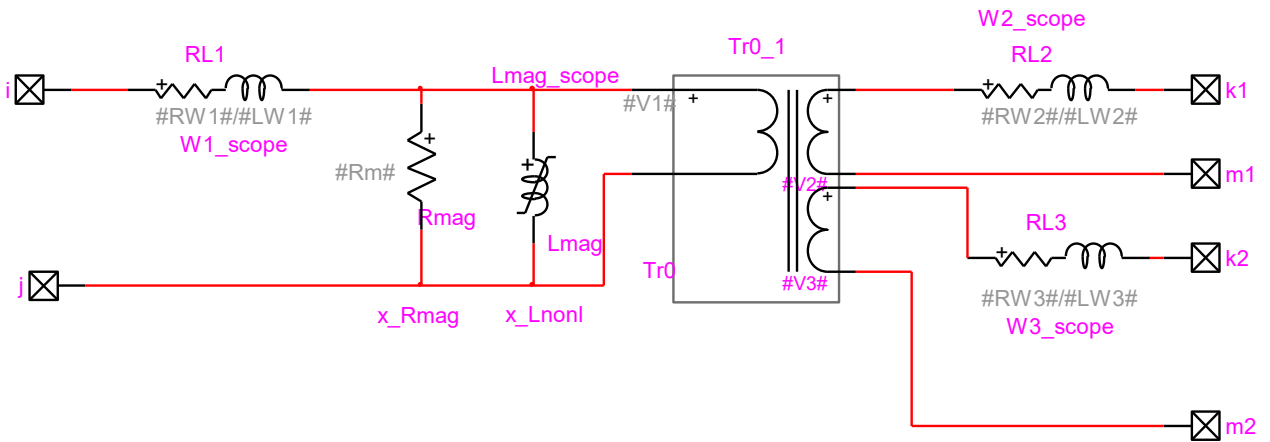 W2_scope
RL1
Tr0_1
RL2
Lmag_scope
i
#V1#
+
k1
#RW1#/#LW1#
#RW2#/#LW2#
W1_scope
#Rm#
m1
#V2#
Rmag
RL3
Lmag
Tr0
k2
j
#V3#
#RW3#/#LW3#
x_Rmag
x_Lnonl
W3_scope
m2